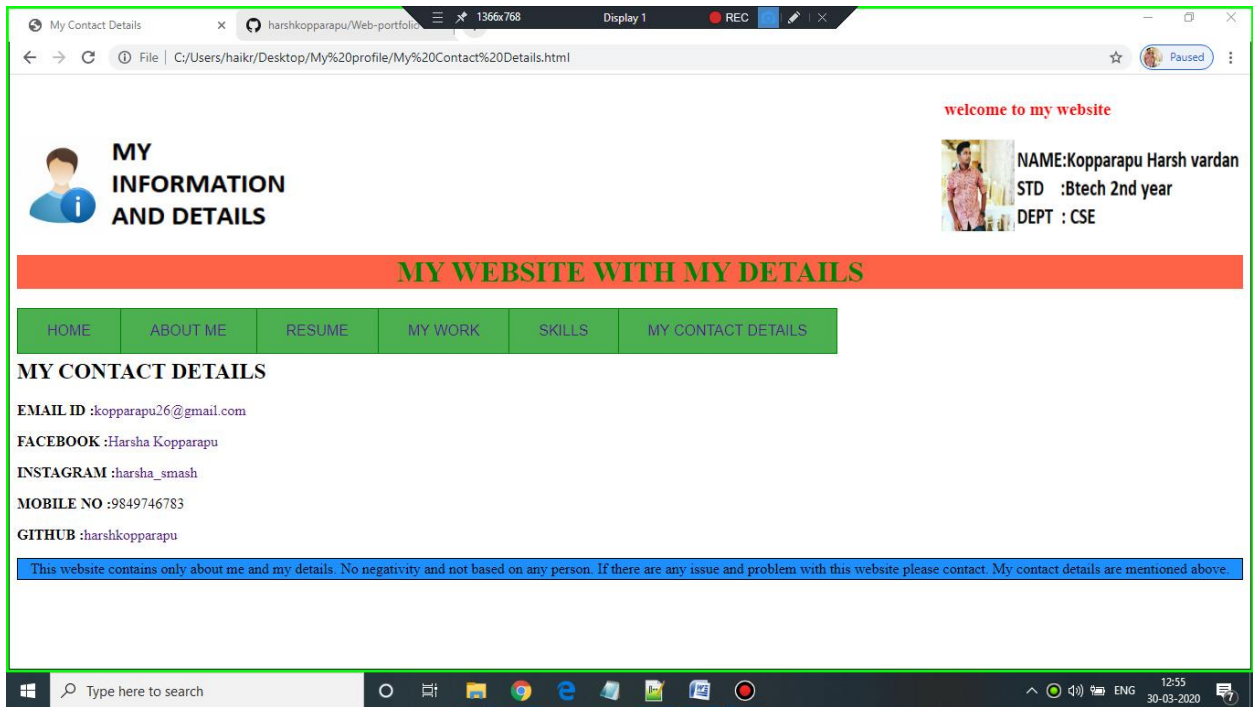 1366x768 Display 1 REC
My Contact Details harshkopparapu/Web-portfolio
File C:/Users/haikr/Desktop/My%20profile/My%20Contact%20Details.html Paused
welcome to my website
MY
INFORMATION
AND DETAILS
NAME:Kopparapu Harsh vardan
STD :Btech 2nd year
DEPT : CSE
MY WEBSITE WITH MY DETAILS
HOME ABOUT ME RESUME MY WORK SKILLS MY CONTACT DETAILS
MY CONTACT DETAILS
EMAIL ID :kopparapu26@gmail.com
FACEBOOK :Harsha Kopparapu
INSTAGRAM :harsha_smash
MOBILE NO :9849746783
GITHUB :harshkopparapu
This website contains only about me and my details. No negativity and not based on any person. If there are any issue and problem with this website please contact. My contact details are mentioned above.
Type here to search ENG 12:55
30-03-2020 7